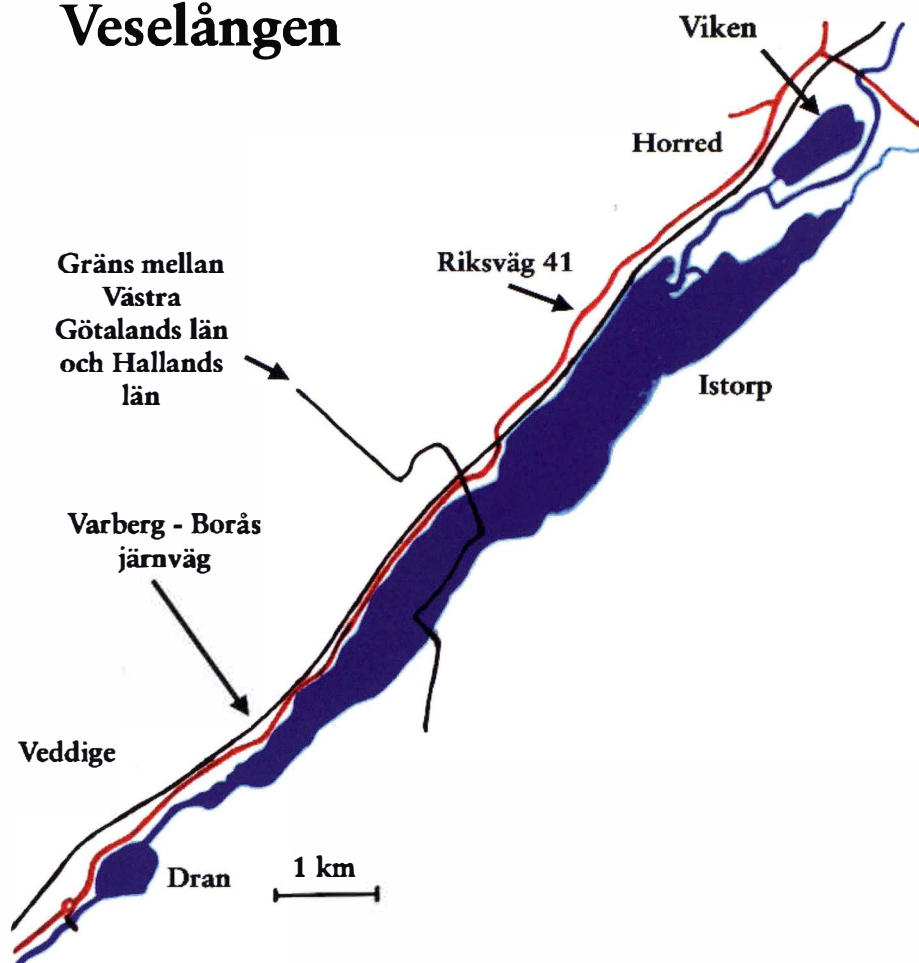 Veselången
Viken
Horred
Gräns mellan
Västra
Götalands län
och Hallands
län
Riksväg 41
Istorp
Varberg - Borås
järnväg
Veddige
Dran
1 km